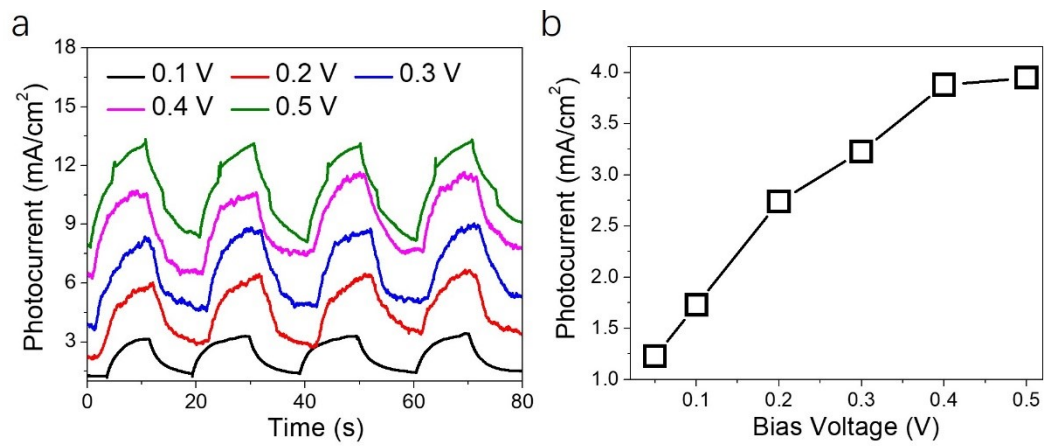 a
Photocurrent (mA/cm²)
18
15
12
9
6
3
0.1 V 0.2 V 0.3 V
0.4 V 0.5 V
0 20 40 60 80
Time (s)
b
Photocurrent (mA/cm²)
4.0
3.5
3.0
2.5
2.0
1.5
1.0
0.1 0.2 0.3 0.4 0.5
Bias Voltage (V)